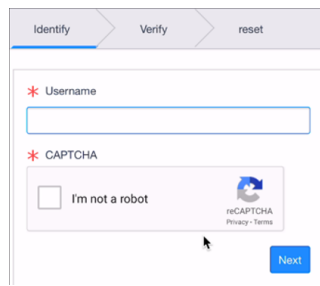 Identify Verify reset
* Username
* CAPTCHA
I'm not a robot
reCAPTCHA
Privacy - Terms
Next